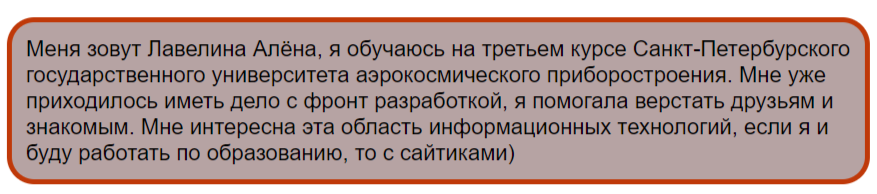 Меня зовут Лавелина Алёна, я обучаюсь на третьем курсе Санкт-Петербурского
государственного университета аэрокосмического приборостроения. Мне уже
приходилось иметь дело с фронт разработкой, я помогала верстать друзьям и
знакомым. Мне интересна эта область информационных технологий, если я и
буду работать по образованию, то с сайтиками)